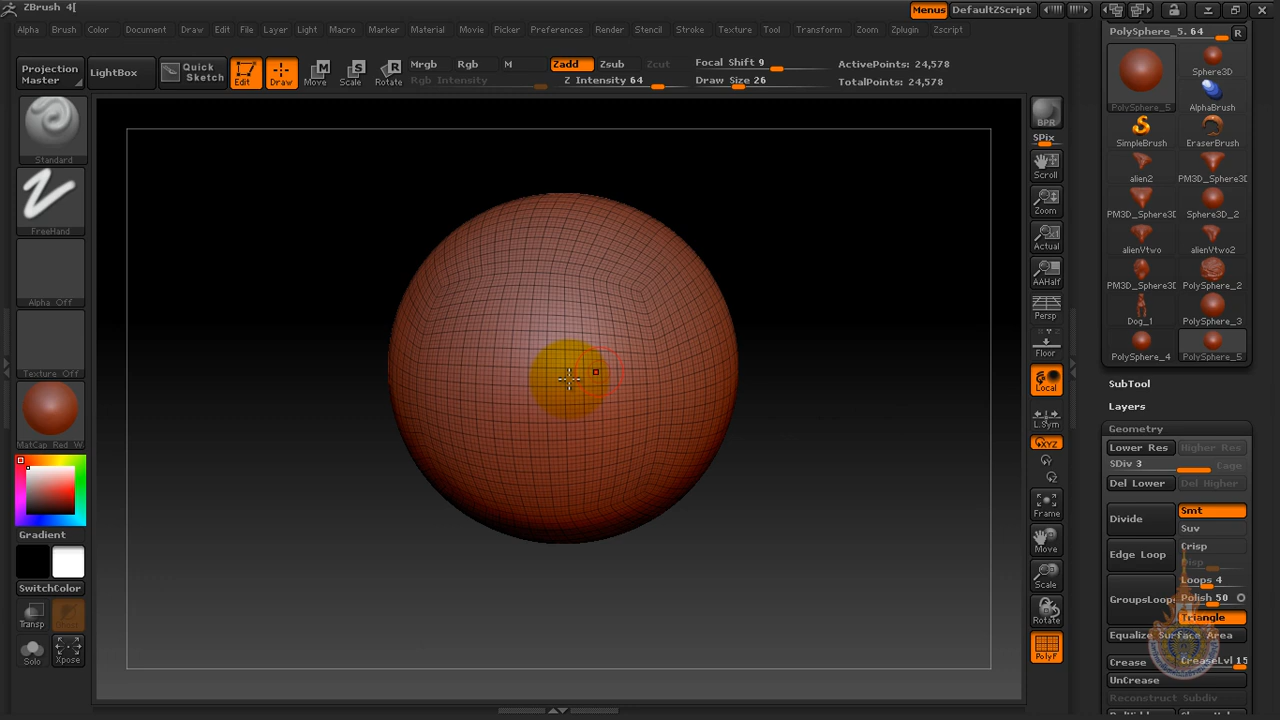 ZBrush 4[
Menus DefaultZScript
Alpha Brush Color Document Draw Edit File Layer Light Macro Marker Material Movie Picker Preferences Render Stencil Stroke Texture Tool Transform Zoom Zplugin Zscript
PolySphere_5. 64 R
Projection Master
LightBox
Quick Sketch
Edit Draw Move Scale Rotate
Mrgb Rgb M Zadd Zsub Zcut
Rgb Intensity Z Intensity 64
Focal Shift 9
Draw Size 26
ActivePoints: 24,578
TotalPoints: 24,578
Standard
FreeHand
Alpha Off
Texture Off
MatCap Red W
Gradient
SwitchColor
Transp
Solo Xpose
BPR
SPix
Scroll
Zoom
Actual
AAHalf
Persp
Floor
Local
L.Sym
XYZ
Frame
Move
Scale
Rotate
PolyF
PolySphere_5 Sphere3D
AlphaBrush
SimpleBrush EraserBrush
alien2 PM3D_Sphere3D
PM3D_Sphere3D Sphere3D_2
alienVtwo alienVtwo2
PM3D_Sphere3D PolySphere_2
Dog_1 PolySphere_3
PolySphere_4 PolySphere_5
SubTool
Layers
Geometry
Lower Res Higher Res
SDiv 3 Cage
Del Lower Del Higher
Divide Smt
Suv
Edge Loop Crisp
Disp
GroupsLoops Loops 4
Polish 50
Triangle
Equalize Surface Area
Crease CreaseLvl 15
UnCrease
Reconstruct Subdiv